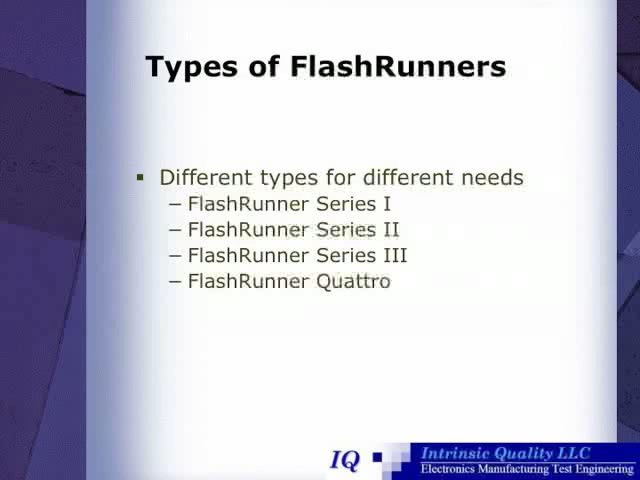 Types of FlashRunners
▪ Different types for different needs
– FlashRunner Series I
– FlashRunner Series II
– FlashRunner Series III
– FlashRunner Quattro
IQ
Intrinsic Quality LLC
Electronics Manufacturing Test Engineering